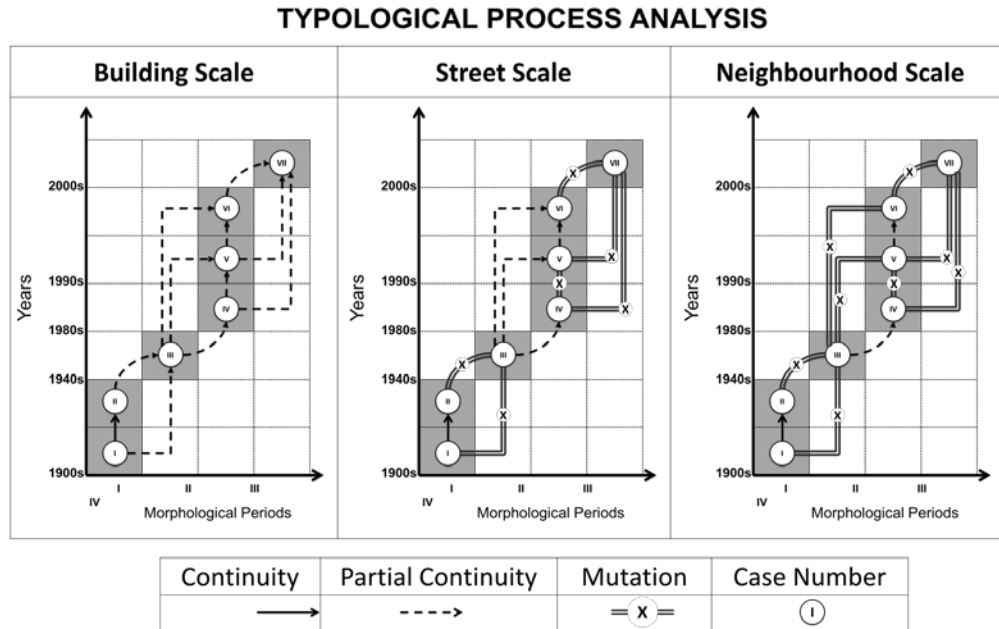 TYPOLOGICAL PROCESS ANALYSIS
Building Scale
Years
2000s
1990s
1980s
1940s
1900s
VII
VI
V
IV
III
II
I
I II III
IV
Morphological Periods
Street Scale
Years
2000s
1990s
1980s
1940s
1900s
VII
X
VI
V
X
X
IV
X
III
X
II
X
I
I II III
IV
Morphological Periods
Neighbourhood Scale
Years
2000s
1990s
1980s
1940s
1900s
VII
X
VI
X
V
X
X
X
IV
X
III
X
II
X
I
I II III
IV
Morphological Periods
Continuity Partial Continuity Mutation Case Number
X I